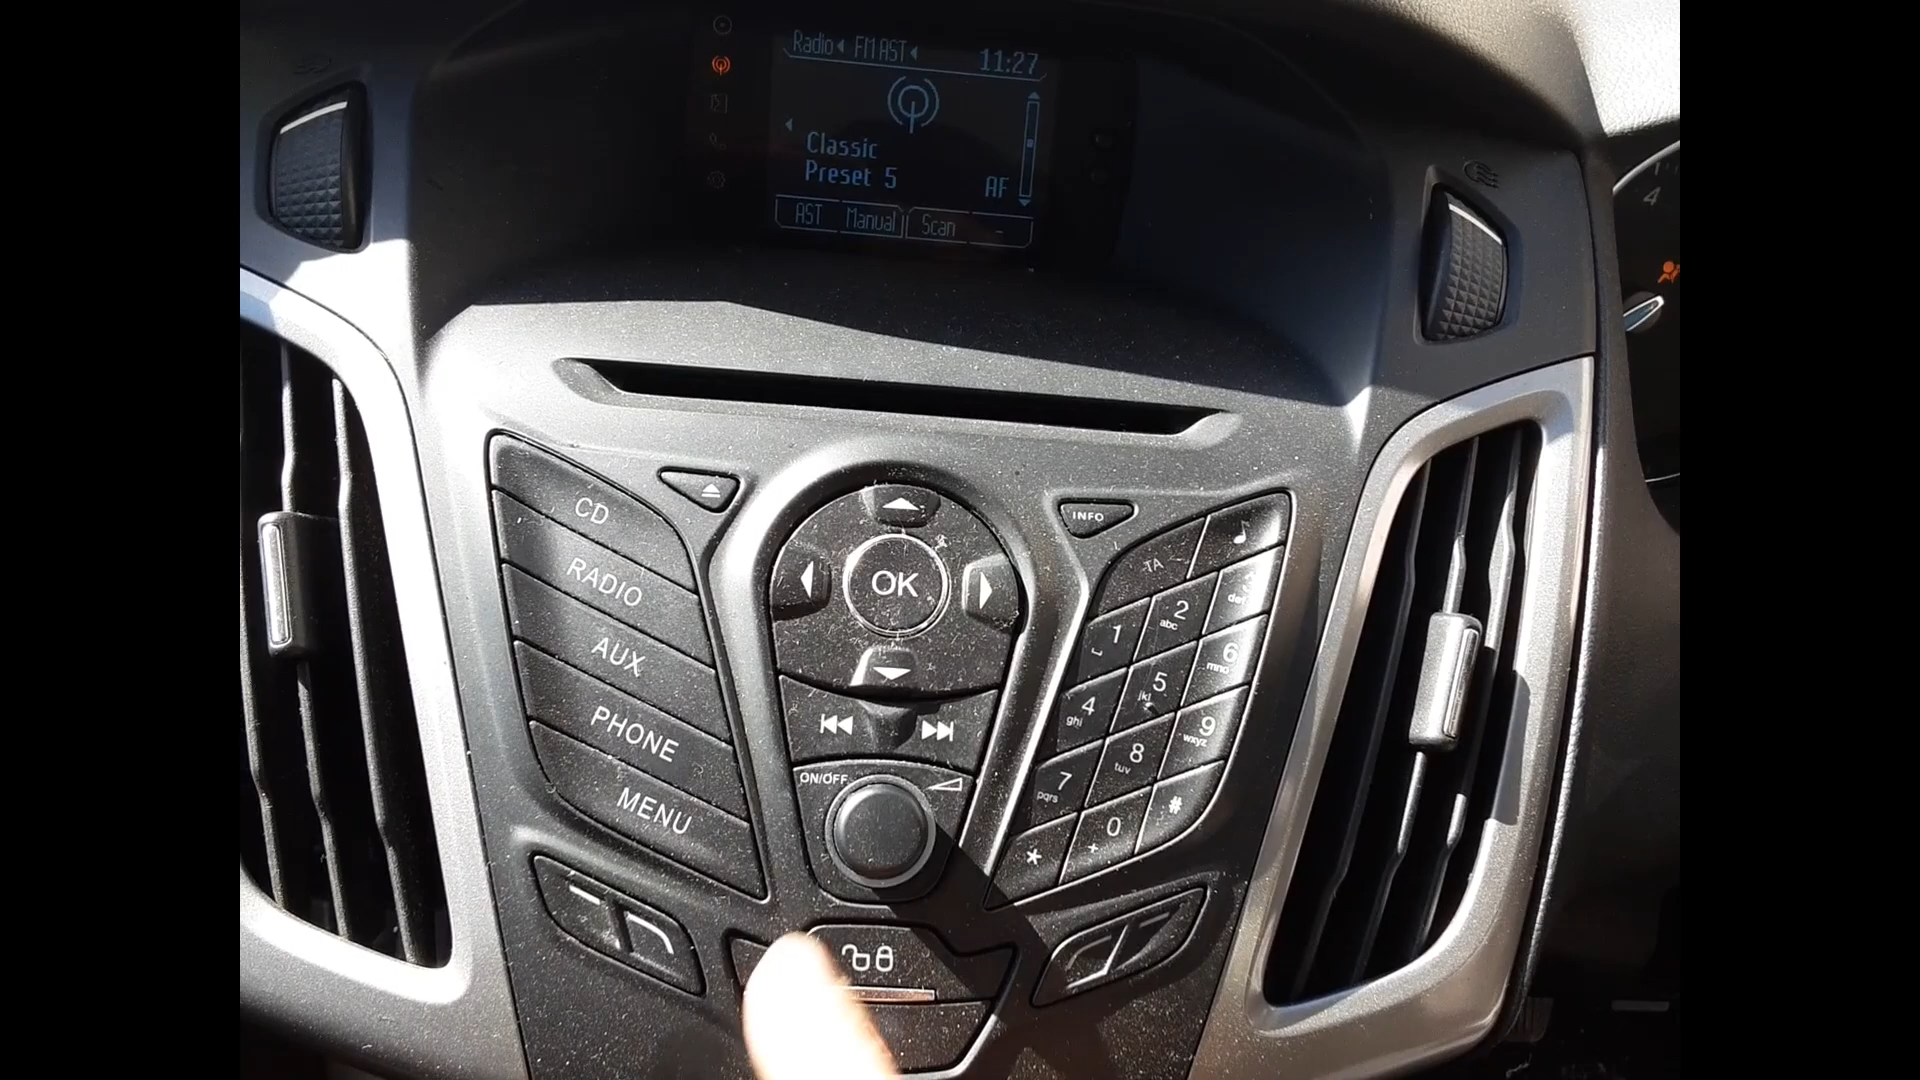 Radio FM AST 11:27
Classic
Preset 5 AF
AST Manual Scan -
4
CD
RADIO
AUX
PHONE
MENU
OK
INFO
TA
1 2 abc
4 ghi 5 jkl 6 mno
7 pqrs 8 tuv 9 wxyz
* 0 + #
ON/OFF